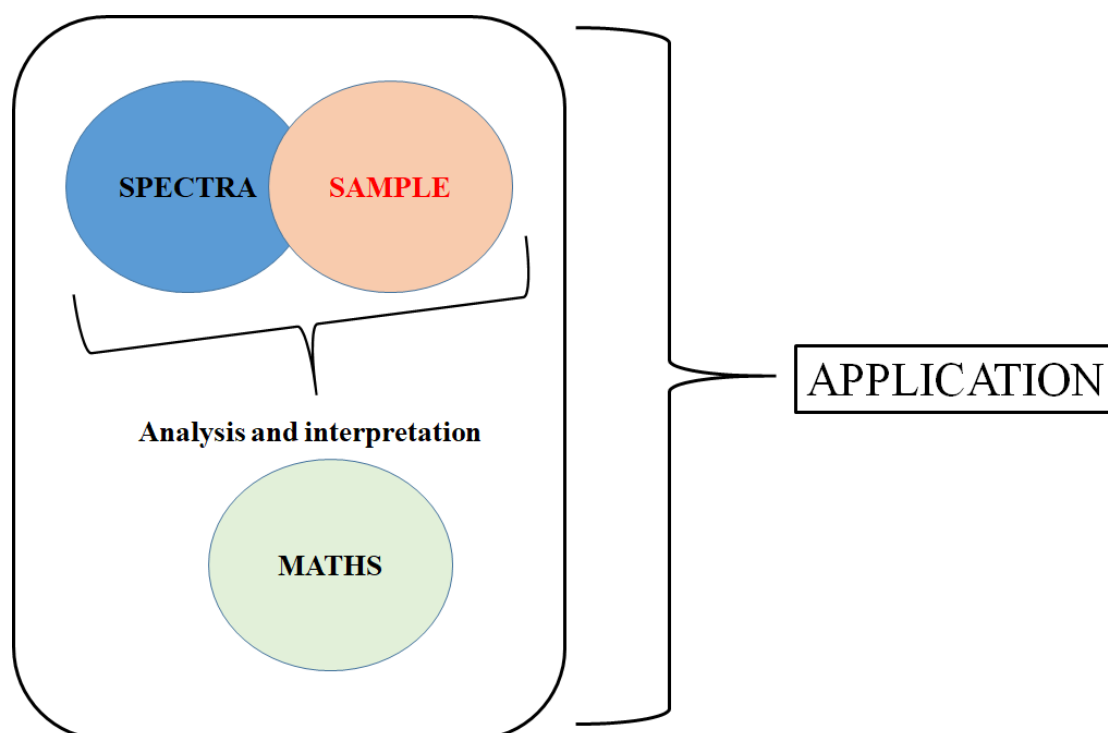 SPECTRA
SAMPLE
Analysis and interpretation
MATHS
APPLICATION